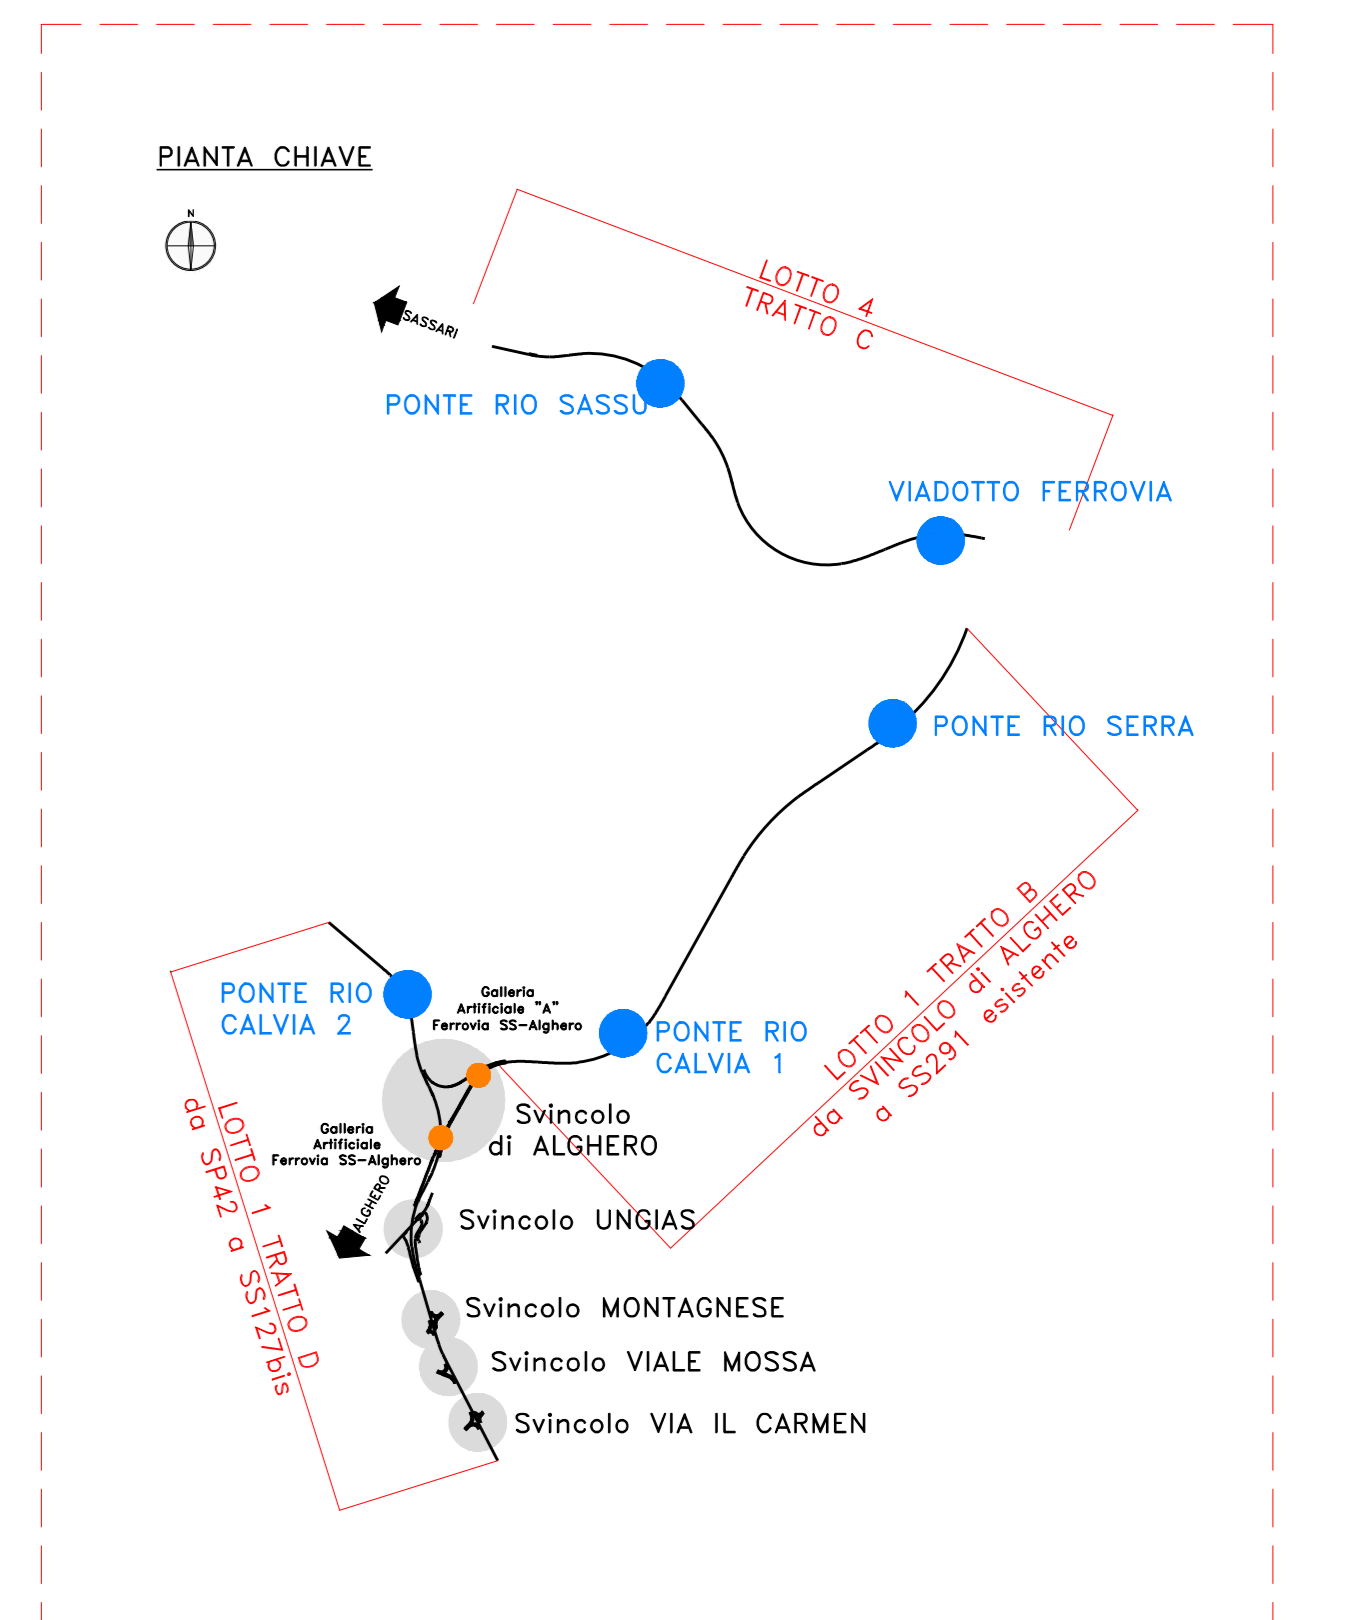 PIANTA CHIAVE
N
LOTTO 4
TRATTO C
SASSARI
PONTE RIO SASSU
VIADOTTO FERROVIA
PONTE RIO SERRA
LOTTO 1 TRATTO B
da SVINCOLO di ALGHERO
a SS291 esistente
PONTE RIO
CALVIA 2
Galleria
Artificiale "A"
Ferrovia SS-Alghero
PONTE RIO
CALVIA 1
Svincolo
di ALGHERO
Galleria
Artificiale
Ferrovia SS-Alghero
ALGHERO
LOTTO 1 TRATTO D
da SP42 a SS127bis
Svincolo UNGIAS
Svincolo MONTAGNESE
Svincolo VIALE MOSSA
Svincolo VIA IL CARMEN